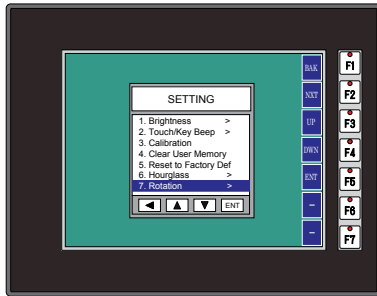 SETTING
1. Brightness >
2. Touch/Key Beep >
3. Calibration
4. Clear User Memory
5. Reset to Factory Def
6. Hourglass >
7. Rotation >
ENT
BAK
NXT
UP
DWN
ENT
–
–
F1
F2
F3
F4
F5
F6
F7